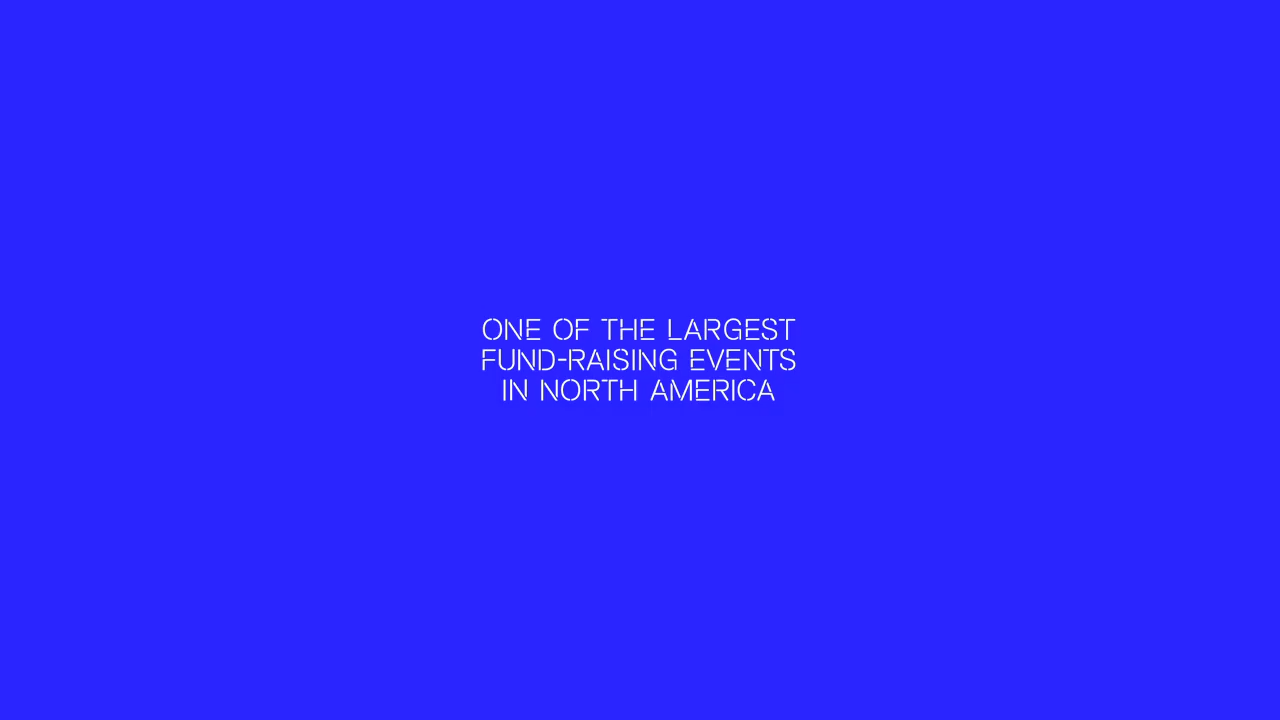 ONE OF THE LARGEST
FUND-RAISING EVENTS
IN NORTH AMERICA